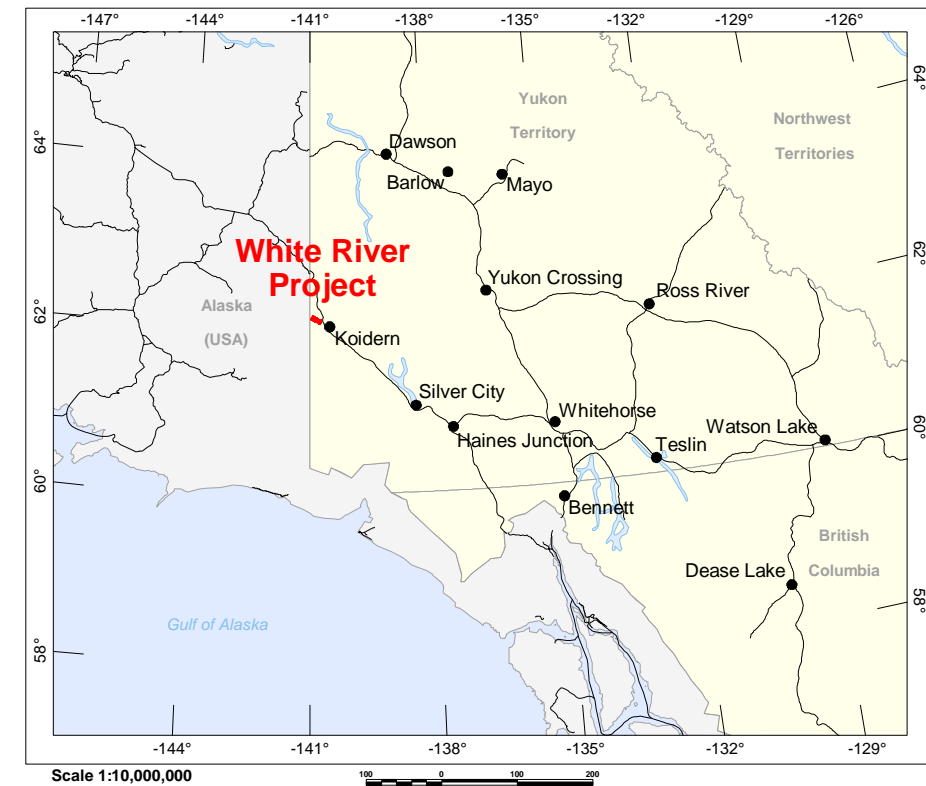 -147 -144° -141° -138° -135° -132° -129° -126°
64°
Yukon
Territory
Northwest
Territories
64°
Dawson
Barlow
Mayo
62°
White River
Project
Yukon Crossing
Ross River
Alaska
(USA)
62°
Koidern
Silver City
Whitehorse
Haines Junction
Watson Lake
Teslin
60°
60°
Bennett
British
Columbia
Dease Lake
58°
Gulf of Alaska
58°
-144° -141° -138° -135° -132° -129°
Scale 1:10,000,000
100 0 100 200